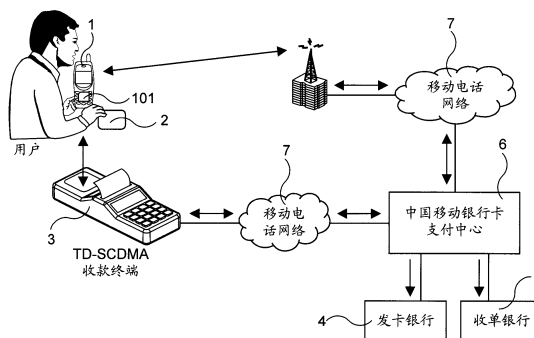 1
7
101
移动电话
网络
2
用户
6
7
中国移动银行卡
支付中心
移动电
话网络
3
TD-SCDMA
收款终端
4
发卡银行
收单银行